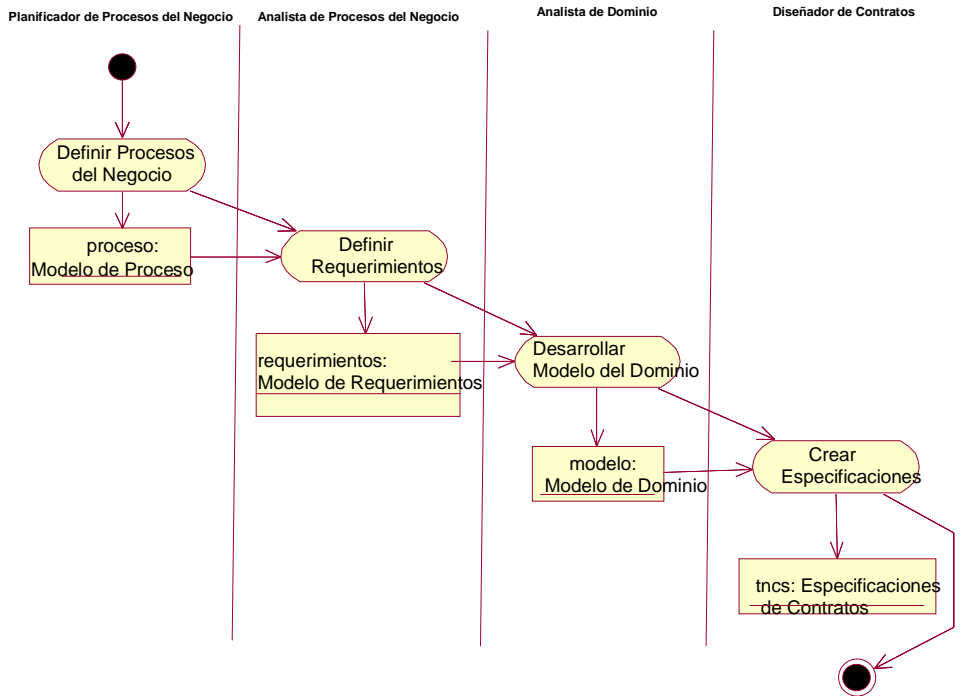 Planificador de Procesos del Negocio
Analista de Procesos del Negocio
Analista de Dominio
Diseñador de Contratos
Definir Procesos
del Negocio
proceso:
Modelo de Proceso
Definir
Requerimientos
requerimientos:
Modelo de Requerimientos
Desarrollar
Modelo del Dominio
modelo:
Modelo de Dominio
Crear
Especificaciones
tncs: Especificaciones
de Contratos